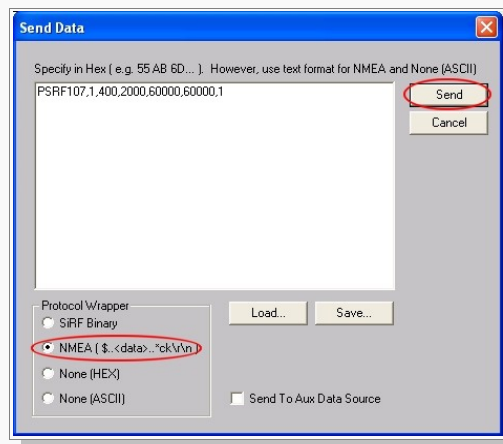 Send Data
Specify in Hex ( e.g. 55 AB 6D... ). However, use text format for NMEA and None (ASCII)
PSRF107,1,400,2000,60000,60000,1
Send
Cancel
Protocol Wrapper
SiRF Binary
NMEA ( $..<data>..*ck\r\n )
None (HEX)
None (ASCII)
Load...
Save...
Send To Aux Data Source